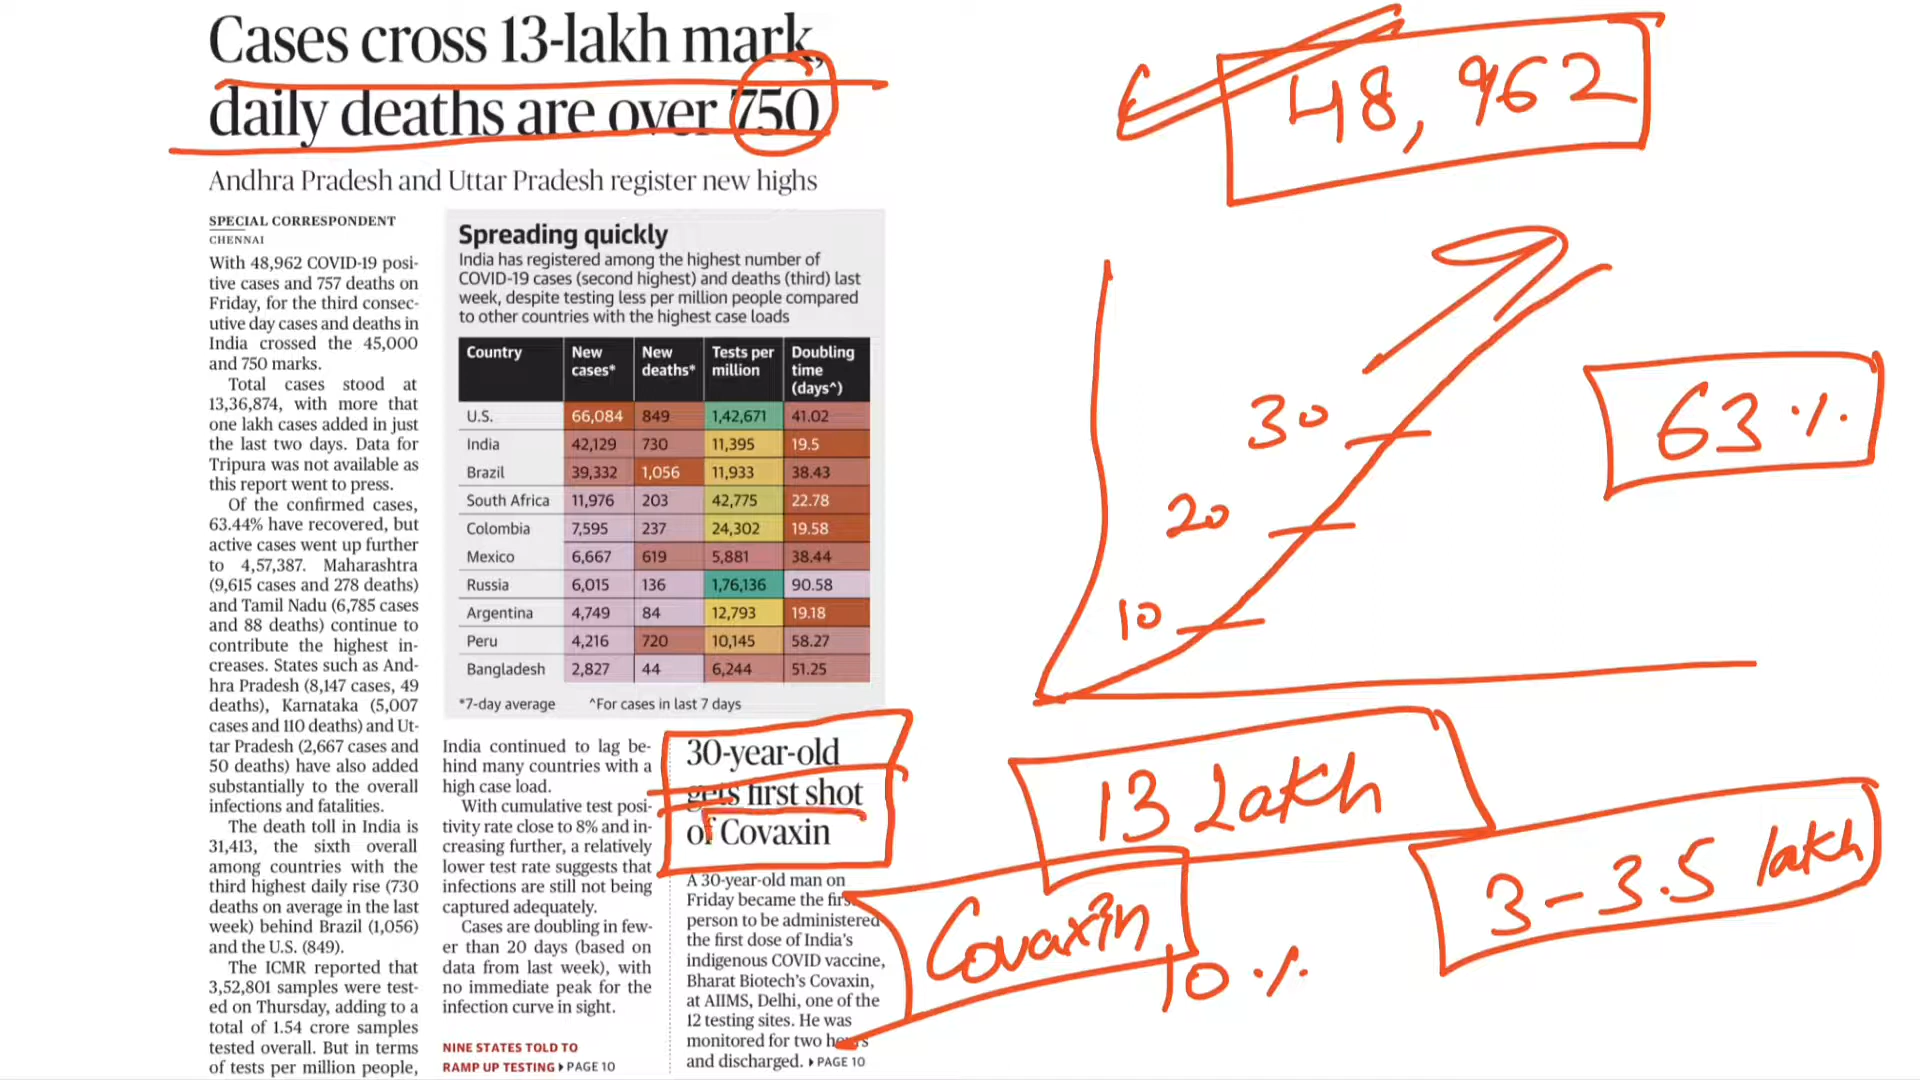 Cases cross 13-lakh mark,
daily deaths are over 750
Andhra Pradesh and Uttar Pradesh register new highs
SPECIAL CORRESPONDENT
CHENNAI
With 48,962 COVID-19 posi-
tive cases and 757 deaths on
Friday, for the third consec-
utive day cases and deaths in
India crossed the 45,000
and 750 marks.
Total cases stood at
13,36,874, with more that
one lakh cases added in just
the last two days. Data for
Tripura was not available as
this report went to press.
Of the confirmed cases,
63.44% have recovered, but
active cases went up further
to 4,57,387. Maharashtra
(9,615 cases and 278 deaths)
and Tamil Nadu (6,785 cases
and 88 deaths) continue to
contribute the highest in-
creases. States such as And-
hra Pradesh (8,147 cases, 49
deaths), Karnataka (5,007
cases and 110 deaths) and Ut-
tar Pradesh (2,667 cases and
50 deaths) have also added
substantially to the overall
infections and fatalities.
The death toll in India is
31,413, the sixth overall
among countries with the
third highest daily rise (730
deaths on average in the last
week) behind Brazil (1,056)
and the U.S. (849).
The ICMR reported that
3,52,801 samples were test-
ed on Thursday, adding to a
total of 1.54 crore samples
tested overall. But in terms
of tests per million people,
Spreading quickly
India has registered among the highest number of
COVID-19 cases (second highest) and deaths (third) last
week, despite testing less per million people compared
to other countries with the highest case loads
Country New cases* New deaths* Tests per million Doubling time (days^)
U.S. 66,084 849 1,42,671 41.02
India 42,129 730 11,395 19.5
Brazil 39,332 1,056 11,933 38.43
South Africa 11,976 203 42,775 22.78
Colombia 7,595 237 24,302 19.58
Mexico 6,667 619 5,881 38.44
Russia 6,015 136 1,76,136 90.58
Argentina 4,749 84 12,793 19.18
Peru 4,216 720 10,145 58.27
Bangladesh 2,827 44 6,244 51.25
*7-day average ^For cases in last 7 days
India continued to lag be-
hind many countries with a
high case load.
With cumulative test posi-
tivity rate close to 8% and in-
creasing further, a relatively
lower test rate suggests that
infections are still not being
captured adequately.
Cases are doubling in few-
er than 20 days (based on
data from last week), with
no immediate peak for the
infection curve in sight.
NINE STATES TOLD TO
RAMP UP TESTING PAGE 10
30-year-old
gets first shot
of Covaxin
A 30-year-old man on
Friday became the first
person to be administered
the first dose of India's
indigenous COVID vaccine,
Bharat Biotech's Covaxin,
at AIIMS, Delhi, one of the
12 testing sites. He was
monitored for two hours
and discharged. PAGE 10
48,962
30
20
10
63%
13 Lakh
3-3.5 lakh
Covaxin
10%